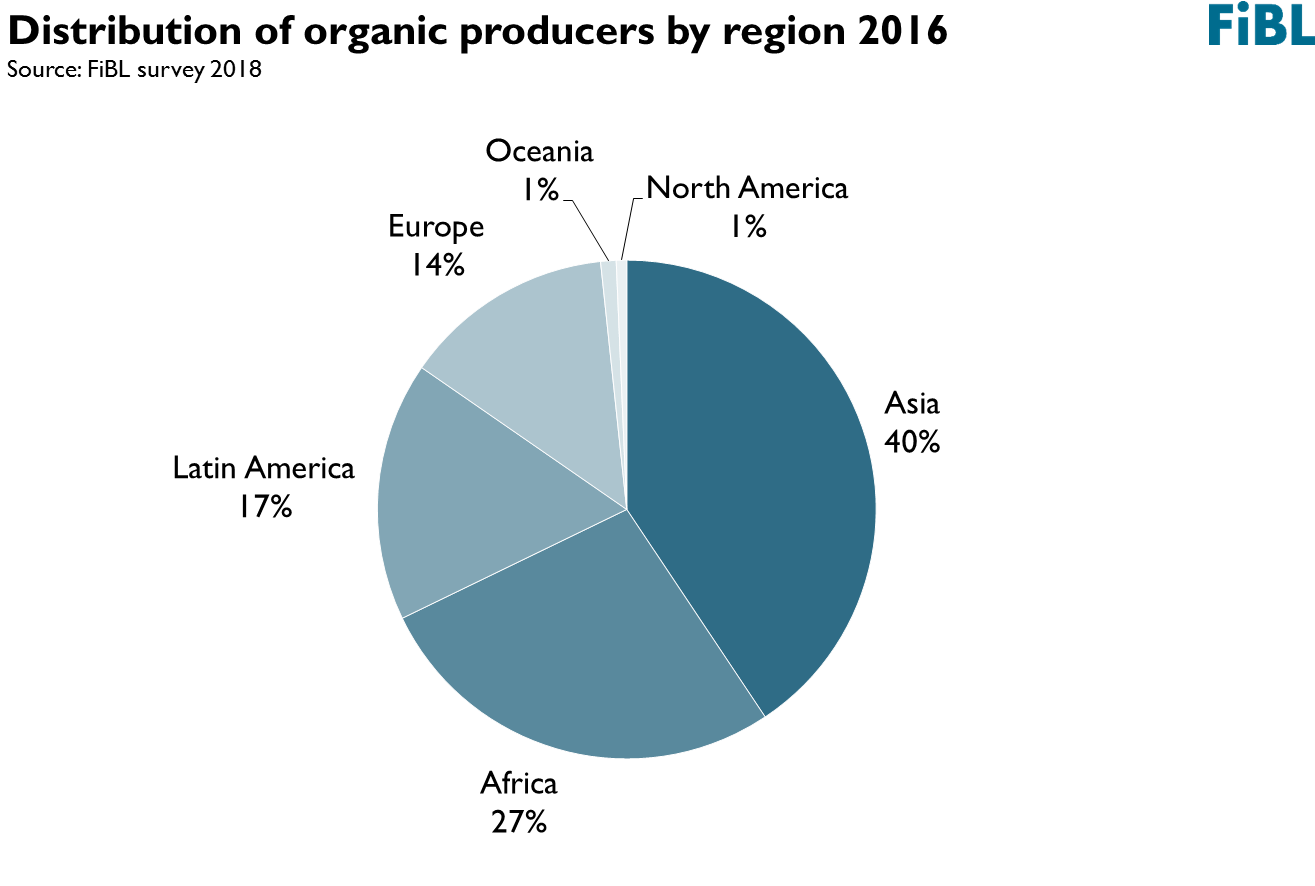 Distribution of organic producers by region 2016
FiBL
Source: FiBL survey 2018
Oceania
1%
North America
1%
Europe
14%
Asia
40%
Latin America
17%
Africa
27%